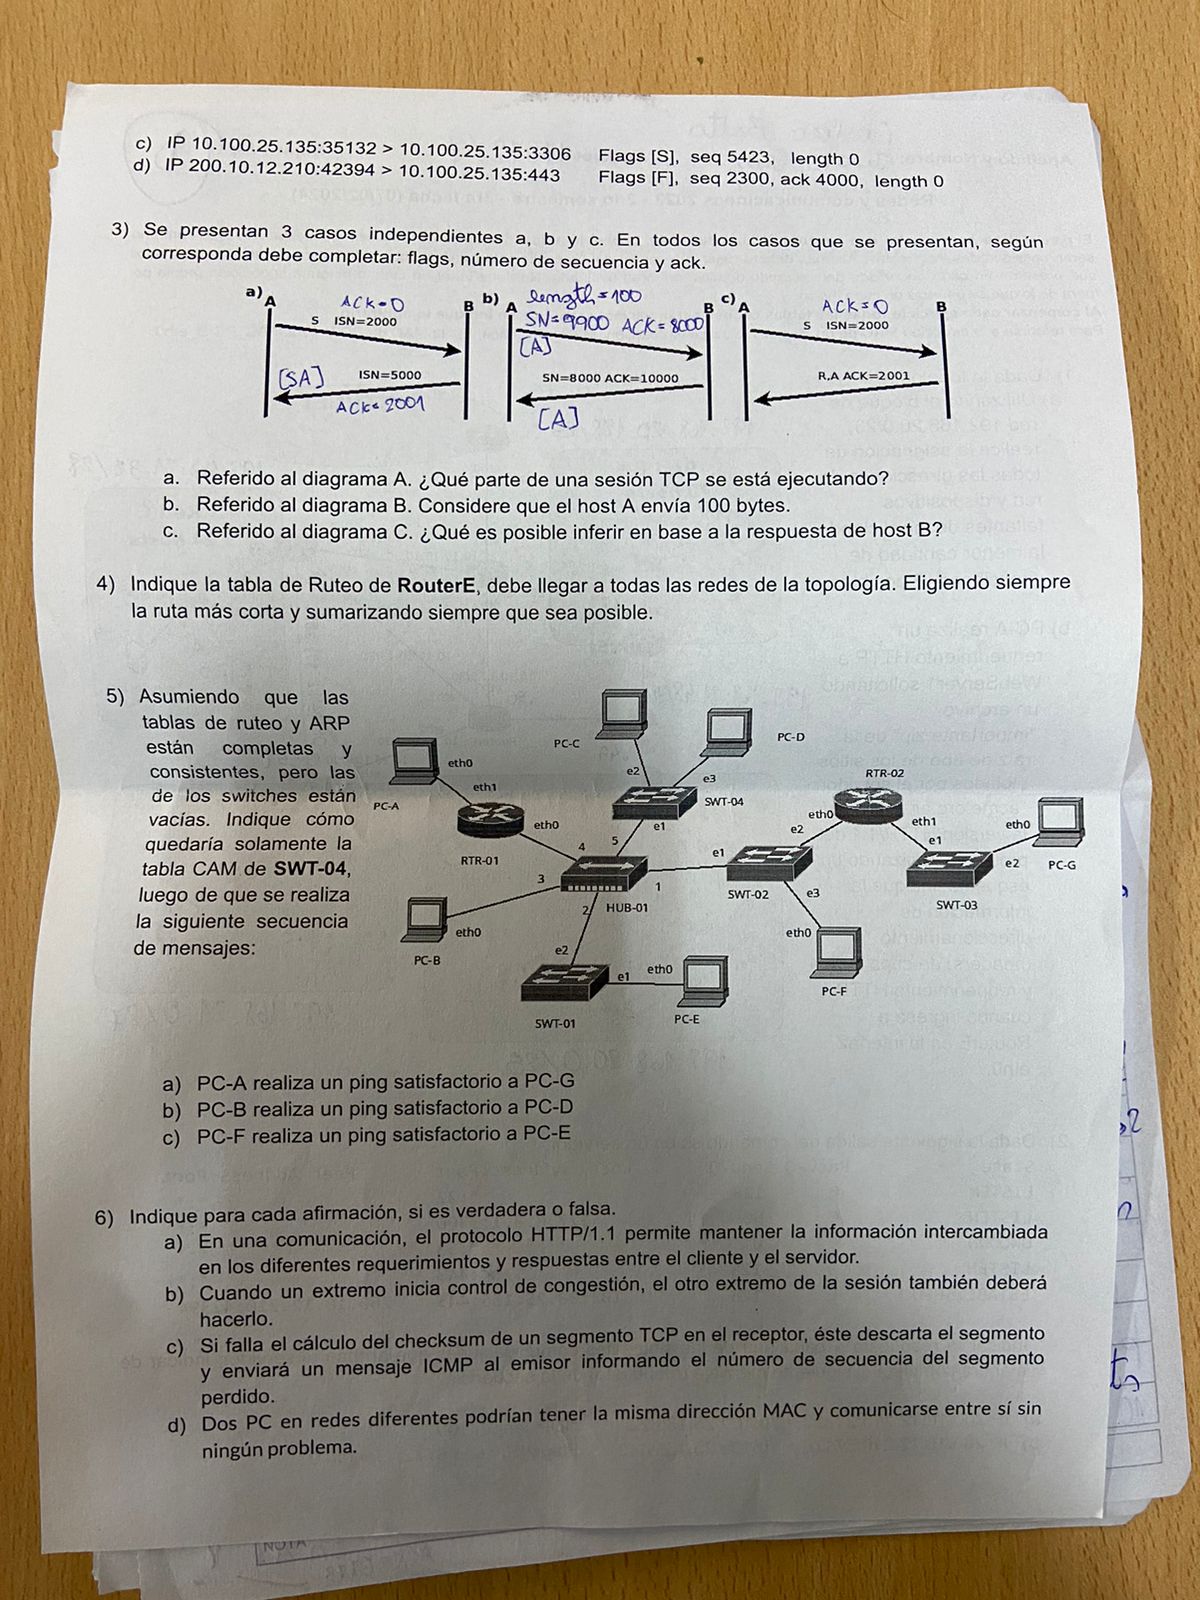 c) IP 10.100.25.135:35132 > 10.100.25.135:3306 Flags [S], seq 5423, length 0
d) IP 200.10.12.210:42394 > 10.100.25.135:443 Flags [F], seq 2300, ack 4000, length 0
3) Se presentan 3 casos independientes a, b y c. En todos los casos que se presentan, según
corresponda debe completar: flags, número de secuencia y ack.
a) A ACK=0 B
S ISN=2000
[SA] ISN=5000
ACK=2001
b) A length=100 B
SN=9900 ACK=8000
[A]
SN=8000 ACK=10000
[A]
c) A ACK=0 B
S ISN=2000
R,A ACK=2001
a. Referido al diagrama A. ¿Qué parte de una sesión TCP se está ejecutando?
b. Referido al diagrama B. Considere que el host A envía 100 bytes.
c. Referido al diagrama C. ¿Qué es posible inferir en base a la respuesta de host B?
4) Indique la tabla de Ruteo de RouterE, debe llegar a todas las redes de la topología. Eligiendo siempre
la ruta más corta y sumarizando siempre que sea posible.
5) Asumiendo que las
tablas de ruteo y ARP
están completas y
consistentes, pero las
de los switches están
vacías. Indique cómo
quedaría solamente la
tabla CAM de SWT-04,
luego de que se realiza
la siguiente secuencia
de mensajes:
PC-C
PC-D
eth0
e2
e3
RTR-02
eth1
PC-A
SWT-04
eth0
e1
eth0
e2
eth1
e1
eth0
RTR-01
4
5
e1
e2
PC-G
3
1
SWT-02
e3
SWT-03
2
HUB-01
eth0
eth0
PC-B
e2
e1
eth0
PC-F
SWT-01
PC-E
a) PC-A realiza un ping satisfactorio a PC-G
b) PC-B realiza un ping satisfactorio a PC-D
c) PC-F realiza un ping satisfactorio a PC-E
6) Indique para cada afirmación, si es verdadera o falsa.
a) En una comunicación, el protocolo HTTP/1.1 permite mantener la información intercambiada
en los diferentes requerimientos y respuestas entre el cliente y el servidor.
b) Cuando un extremo inicia control de congestión, el otro extremo de la sesión también deberá
hacerlo.
c) Si falla el cálculo del checksum de un segmento TCP en el receptor, éste descarta el segmento
y enviará un mensaje ICMP al emisor informando el número de secuencia del segmento
perdido.
d) Dos PC en redes diferentes podrían tener la misma dirección MAC y comunicarse entre sí sin
ningún problema.
NOTA